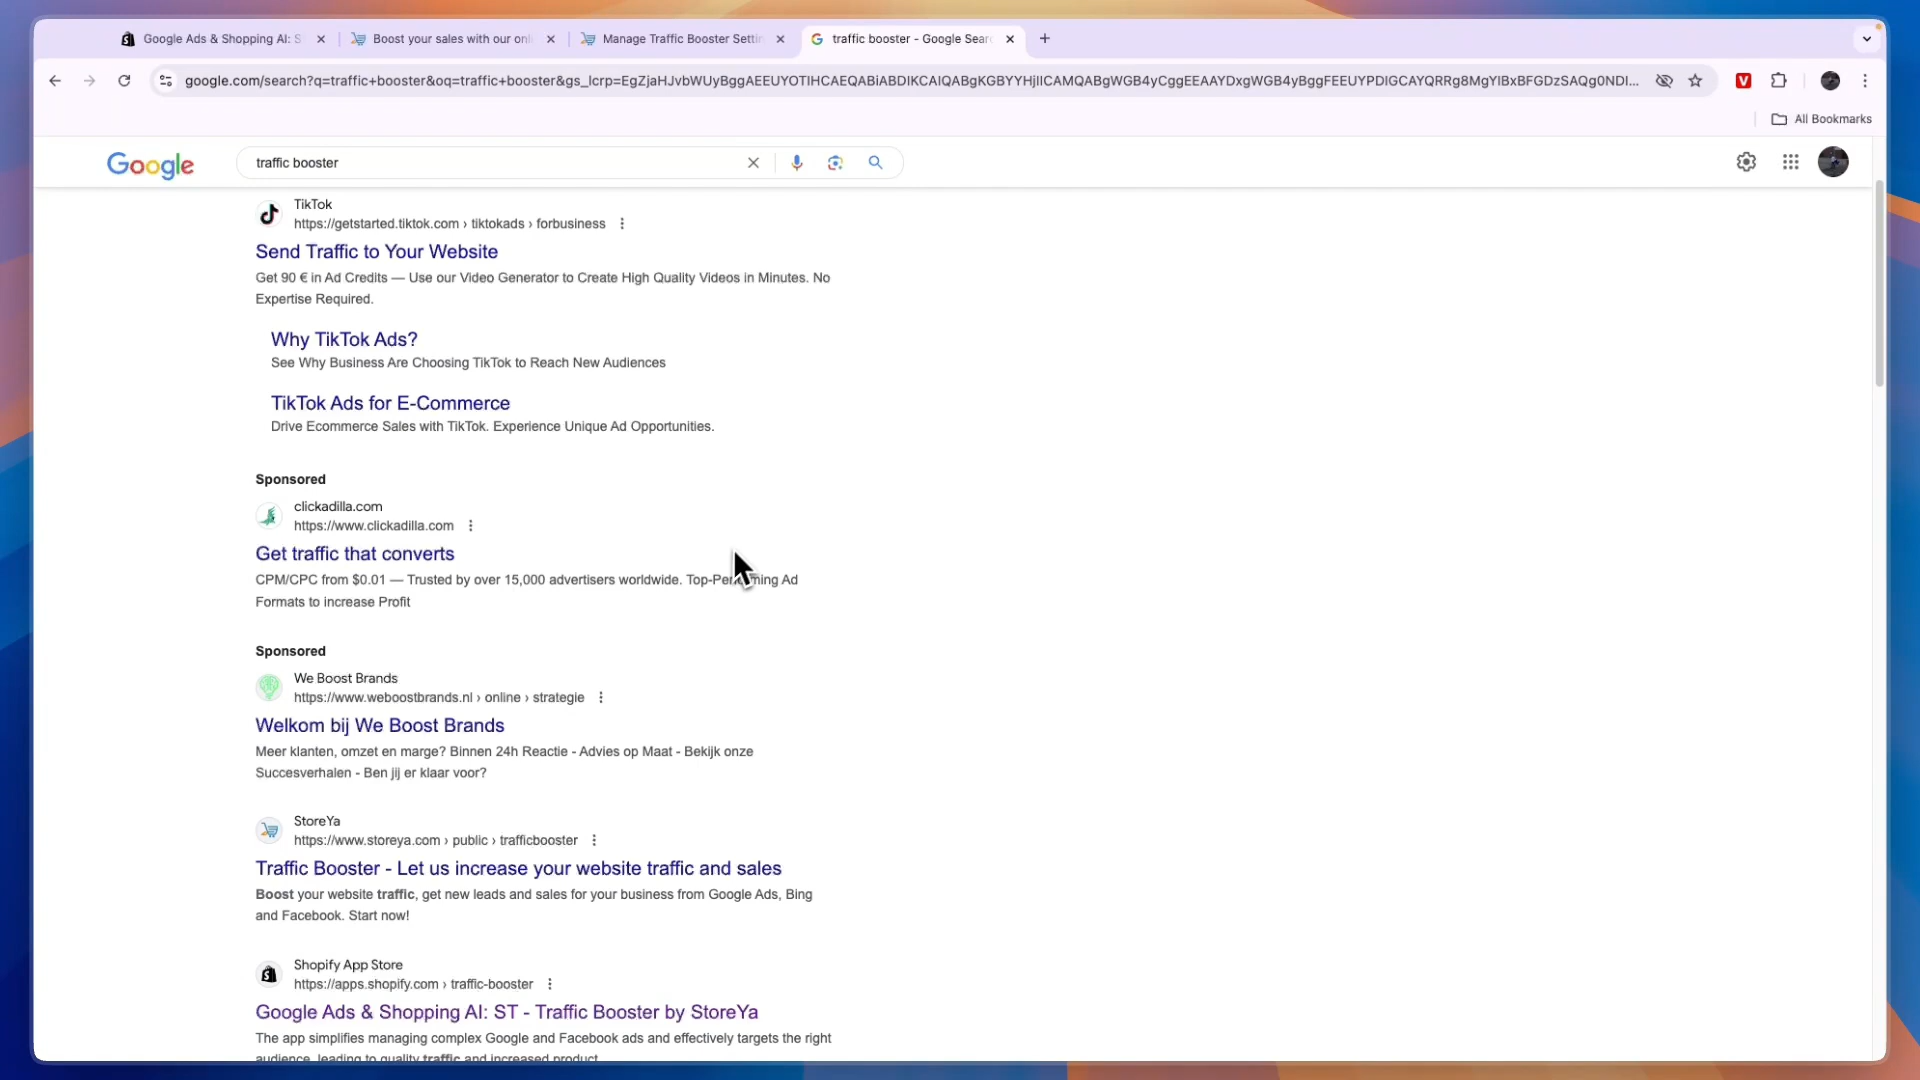 Google Ads & Shopping AI: S
Boost your sales with our onl
Manage Traffic Booster Settin
traffic booster - Google Searc
google.com/search?q=traffic+booster&oq=traffic+booster&gs_lcrp=
All Bookmarks
Google
traffic booster
TikTok
https://getstarted.tiktok.com › tiktokads › forbusiness
Send Traffic to Your Website
Get 90 € in Ad Credits — Use our Video Generator to Create High Quality Videos in Minutes. No
Expertise Required.
Why TikTok Ads?
See Why Business Are Choosing TikTok to Reach New Audiences
TikTok Ads for E-Commerce
Drive Ecommerce Sales with TikTok. Experience Unique Ad Opportunities.
Sponsored
clickadilla.com
https://www.clickadilla.com
Get traffic that converts
CPM/CPC from $0.01 — Trusted by over 15,000 advertisers worldwide. Ad
Formats to increase Profit
Sponsored
We Boost Brands
https://www.weboostbrands.nl › online › strategie
Welkom bij We Boost Brands
Meer klanten, omzet en marge? Binnen 24h Reactie - Advies op Maat - Bekijk onze
Succesverhalen - Ben jij er klaar voor?
StoreYa
https://www.storeya.com › public › trafficbooster
Traffic Booster - Let us increase your website traffic and sales
Boost your website traffic, get new leads and sales for your business from Google Ads, Bing
and Facebook. Start now!
Shopify App Store
https://apps.shopify.com › traffic-booster
Google Ads & Shopping AI: ST - Traffic Booster by StoreYa
The app simplifies managing complex Google and Facebook ads and effectively targets the right
audience, leading to quality traffic and increased product